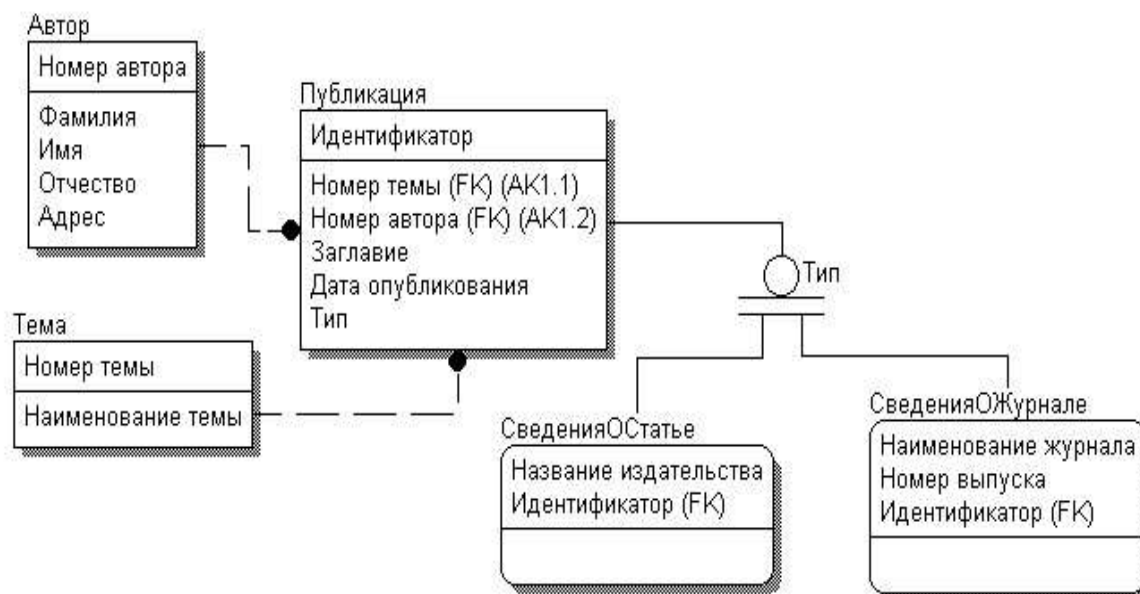 Автор
Номер автора
Фамилия
Имя
Отчество
Адрес
Публикация
Идентификатор
Номер темы (FK) (AK1.1)
Номер автора (FK) (AK1.2)
Заглавие
Дата опубликования
Тип
Тип
Тема
Номер темы
Наименование темы
СведенияОСтатье
Название издательства
Идентификатор (FK)
СведенияОЖурнале
Наименование журнала
Номер выпуска
Идентификатор (FK)